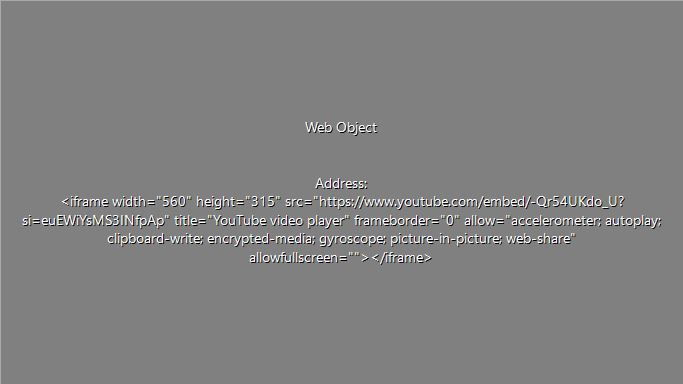 Web Object
Address:
<iframe width="560" height="315" src="https://www.youtube.com/embed/-Qr54UKdo_U?
si=euEWiYsMS3INfpAp" title="YouTube video player" frameborder="0" allow="accelerometer; autoplay;
clipboard-write; encrypted-media; gyroscope; picture-in-picture; web-share"
allowfullscreen=""></iframe>